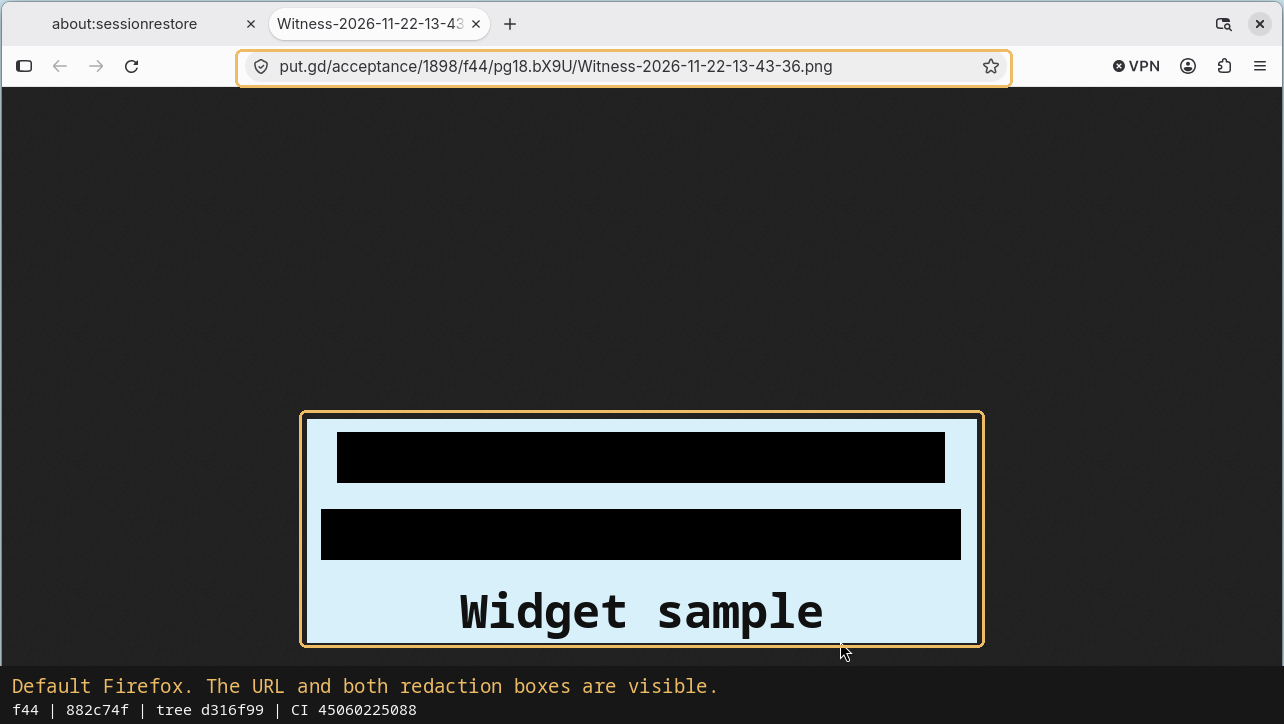 about:sessionrestore
Witness-2026-11-22-13-43
put.gd/acceptance/1898/f44/pg18.bX9U/Witness-2026-11-22-13-43-36.png
VPN
Widget sample
Default Firefox. The URL and both redaction boxes are visible.
f44 | 882c74f | tree d316f99 | CI 45060225088